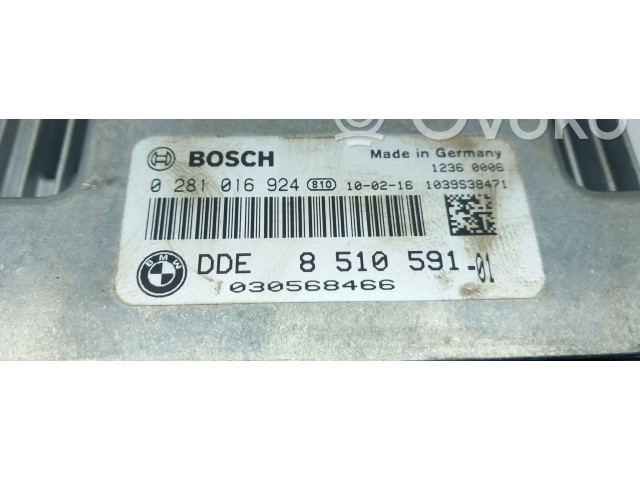 Ovoko
BOSCH
Made in Germany
1236 0006
0 281 016 924 810 10-02-16 1039S38471
BMW
DDE 8 510 591-01
030568466